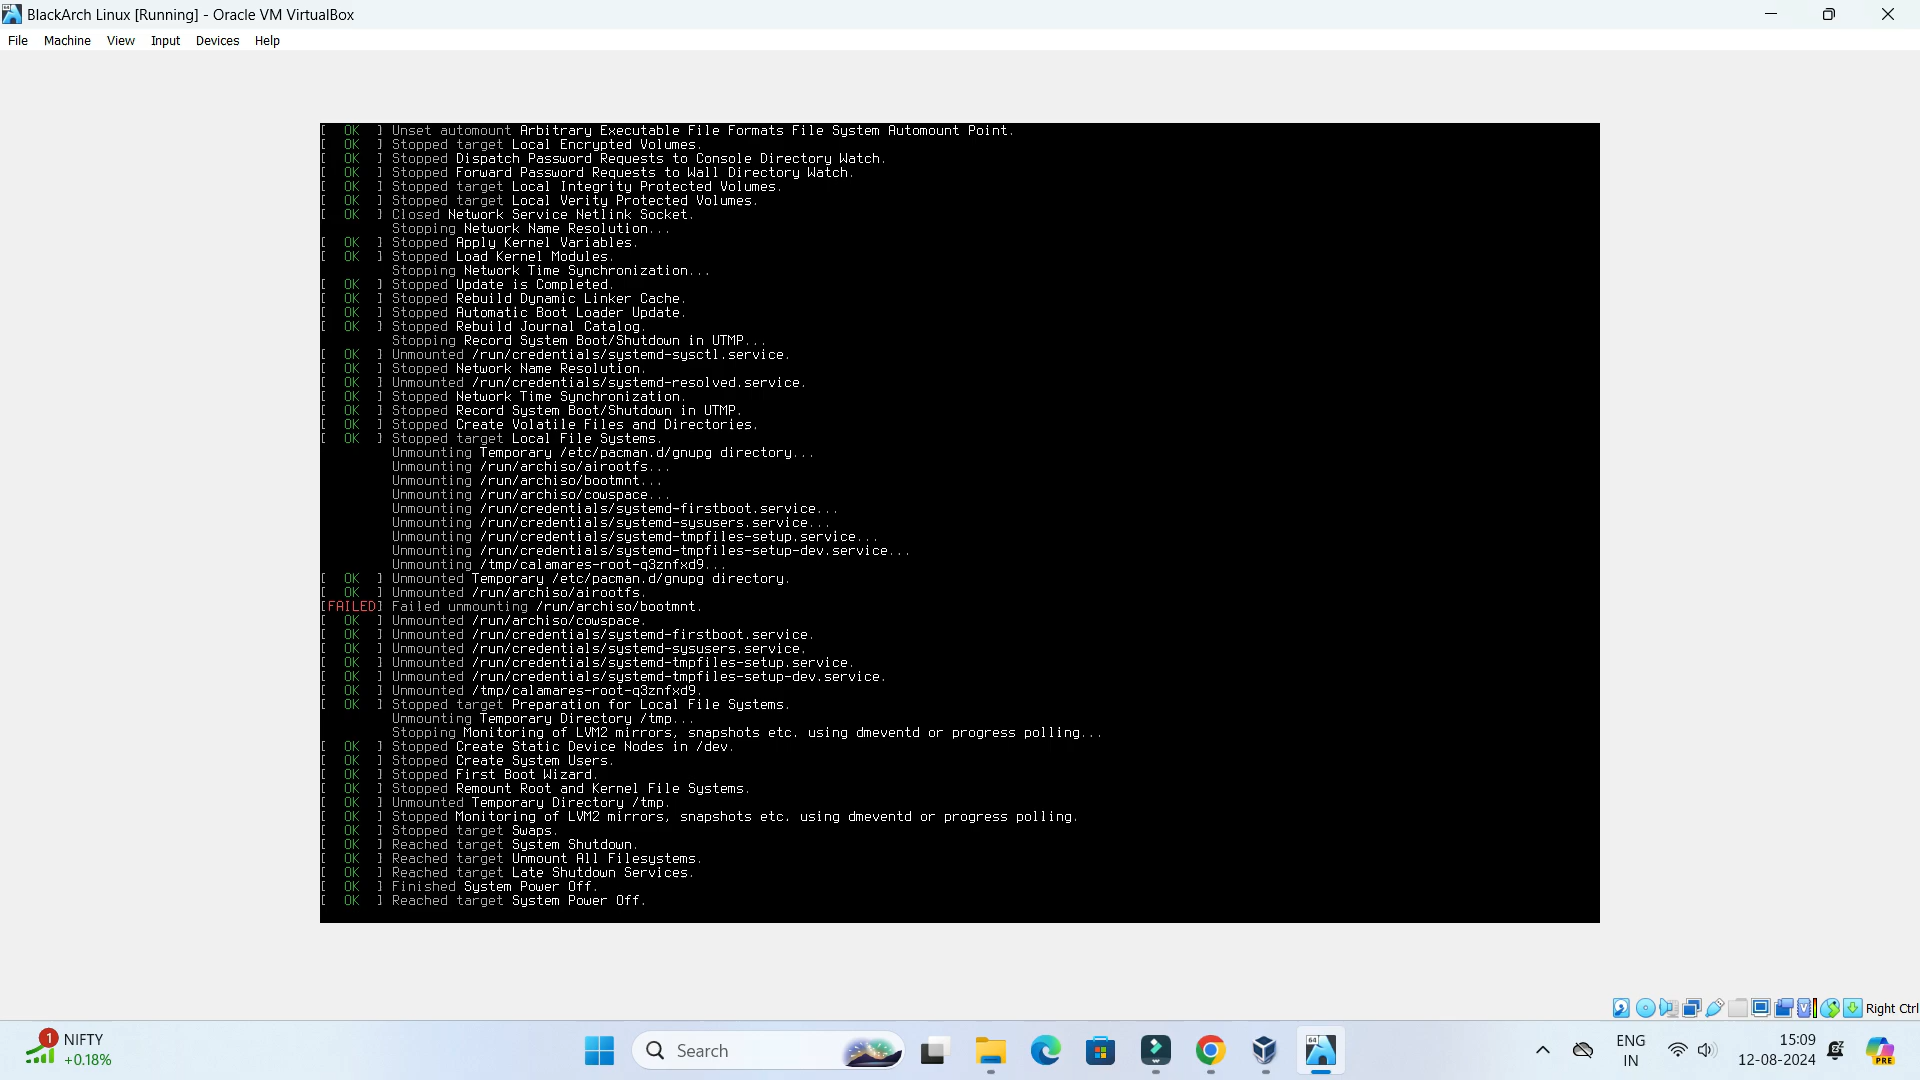 BlackArch Linux [Running] - Oracle VM VirtualBox
File Machine View Input Devices Help
[ OK ] Unset automount Arbitrary Executable File Formats File System Automount Point.
[ OK ] Stopped target Local Encrypted Volumes.
[ OK ] Stopped Dispatch Password Requests to Console Directory Watch.
[ OK ] Stopped Forward Password Requests to Wall Directory Watch.
[ OK ] Stopped target Local Integrity Protected Volumes.
[ OK ] Stopped target Local Verity Protected Volumes.
[ OK ] Closed Network Service Netlink Socket.
Stopping Network Name Resolution...
[ OK ] Stopped Apply Kernel Variables.
[ OK ] Stopped Load Kernel Modules.
Stopping Network Time Synchronization...
[ OK ] Stopped Update is Completed.
[ OK ] Stopped Rebuild Dynamic Linker Cache.
[ OK ] Stopped Automatic Boot Loader Update.
[ OK ] Stopped Rebuild Journal Catalog.
Stopping Record System Boot/Shutdown in UTMP...
[ OK ] Unmounted /run/credentials/systemd-sysctl.service.
[ OK ] Stopped Network Name Resolution.
[ OK ] Unmounted /run/credentials/systemd-resolved.service.
[ OK ] Stopped Network Time Synchronization.
[ OK ] Stopped Record System Boot/Shutdown in UTMP.
[ OK ] Stopped Create Volatile Files and Directories.
[ OK ] Stopped target Local File Systems.
Unmounting Temporary /etc/pacman.d/gnupg directory...
Unmounting /run/archiso/airootfs...
Unmounting /run/archiso/bootmnt...
Unmounting /run/archiso/cowspace...
Unmounting /run/credentials/systemd-firstboot.service...
Unmounting /run/credentials/systemd-sysusers.service...
Unmounting /run/credentials/systemd-tmpfiles-setup.service...
Unmounting /run/credentials/systemd-tmpfiles-setup-dev.service...
Unmounting /tmp/calamares-root-q3znfxd9...
[ OK ] Unmounted Temporary /etc/pacman.d/gnupg directory.
[ OK ] Unmounted /run/archiso/airootfs.
[FAILED] Failed unmounting /run/archiso/bootmnt.
[ OK ] Unmounted /run/archiso/cowspace.
[ OK ] Unmounted /run/credentials/systemd-firstboot.service.
[ OK ] Unmounted /run/credentials/systemd-sysusers.service.
[ OK ] Unmounted /run/credentials/systemd-tmpfiles-setup.service.
[ OK ] Unmounted /run/credentials/systemd-tmpfiles-setup-dev.service.
[ OK ] Unmounted /tmp/calamares-root-q3znfxd9.
[ OK ] Stopped target Preparation for Local File Systems.
Unmounting Temporary Directory /tmp...
Stopping Monitoring of LVM2 mirrors, snapshots etc. using dmeventd or progress polling...
[ OK ] Stopped Create Static Device Nodes in /dev.
[ OK ] Stopped Create System Users.
[ OK ] Stopped First Boot Wizard.
[ OK ] Stopped Remount Root and Kernel File Systems.
[ OK ] Unmounted Temporary Directory /tmp.
[ OK ] Stopped Monitoring of LVM2 mirrors, snapshots etc. using dmeventd or progress polling.
[ OK ] Stopped target Swaps.
[ OK ] Reached target System Shutdown.
[ OK ] Reached target Unmount All Filesystems.
[ OK ] Reached target Late Shutdown Services.
[ OK ] Finished System Power Off.
[ OK ] Reached target System Power Off.
Right Ctrl
1 NIFTY
+0.18%
Search
64
ENG
IN
15:09
12-08-2024
PRE